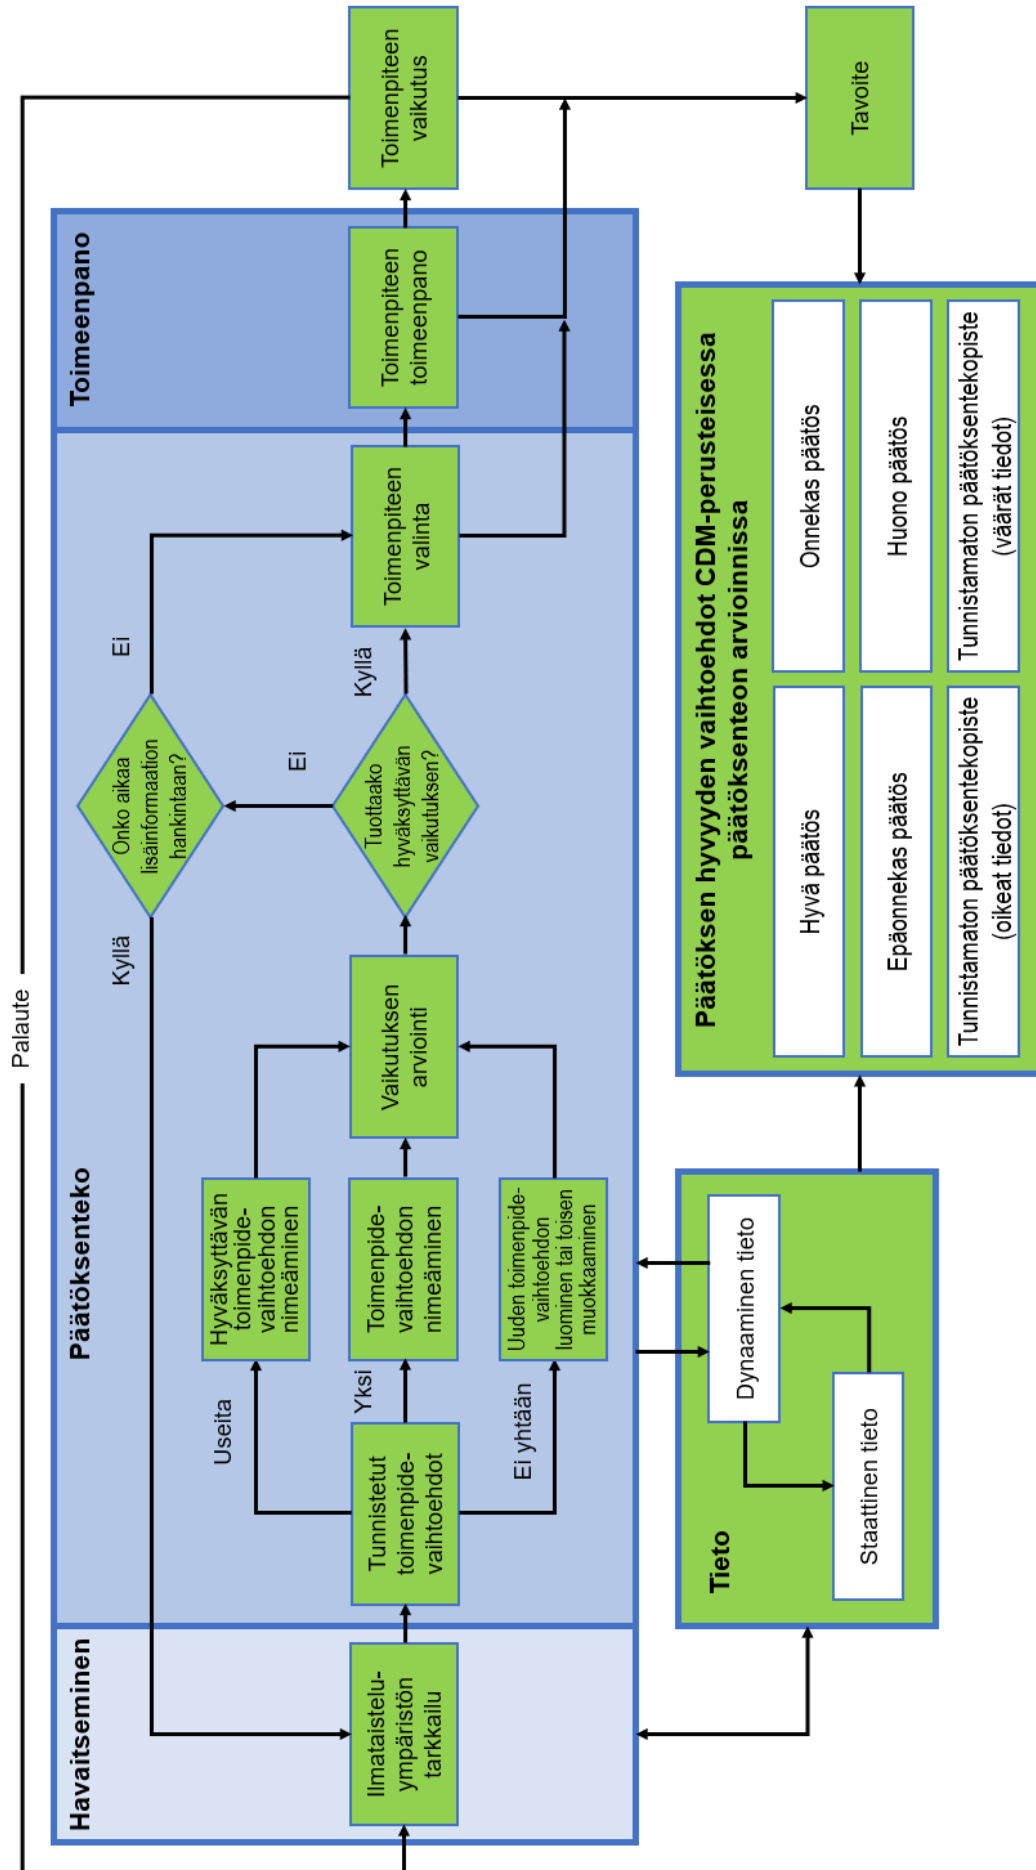 Palaute
Havaitseminen
Päätöksenteko
Toimeenpano
Ilmataistelu-
ympäristön
tarkkailu
Tunnistetut
toimenpide-
vaihtoehdot
Useita
Yksi
Ei yhtään
Hyväksyttävän
toimenpide-
vaihtoehdon
nimeäminen
Toimenpide-
vaihtoehdon
nimeäminen
Uuden toimenpide-
vaihtoehdon
luominen tai toisen
muokkaaminen
Vaikutuksen
arviointi
Kyllä
Onko aikaa
lisäinformaation
hankintaan?
Ei
Ei
Tuottaako
hyväksyttävän
vaikutuksen?
Kyllä
Toimenpiteen
valinta
Toimenpiteen
toimeenpano
Toimenpiteen
vaikutus
Tieto
Dynaaminen tieto
Staattinen tieto
Päätöksen hyvyyden vaihtoehdot CDM-perusteisessa
päätöksenteon arvioinnissa
Hyvä päätös
Onnekas päätös
Epäonnekas päätös
Huono päätös
Tunnistamaton päätöksentekopiste
(oikeat tiedot)
Tunnistamaton päätöksentekopiste
(väärät tiedot)
Tavoite